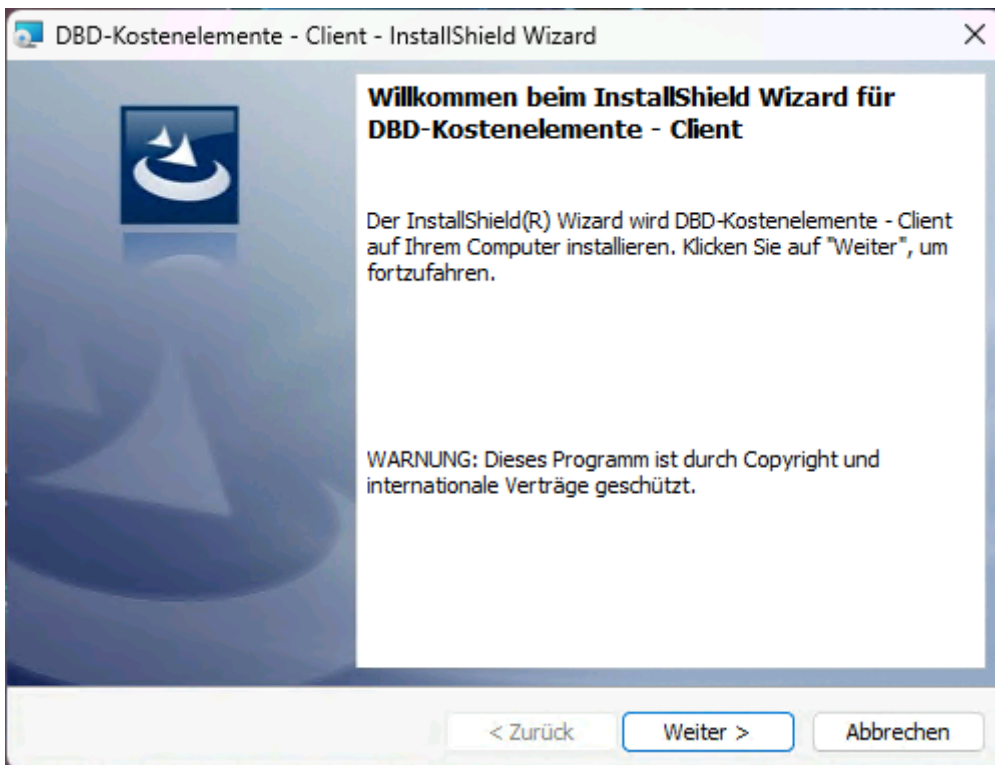 DBD-Kostenelemente - Client - InstallShield Wizard
Willkommen beim InstallShield Wizard für
DBD-Kostenelemente - Client
Der InstallShield(R) Wizard wird DBD-Kostenelemente - Client
auf Ihrem Computer installieren. Klicken Sie auf "Weiter", um
fortzufahren.
WARNUNG: Dieses Programm ist durch Copyright und
internationale Verträge geschützt.
< Zurück
Weiter >
Abbrechen